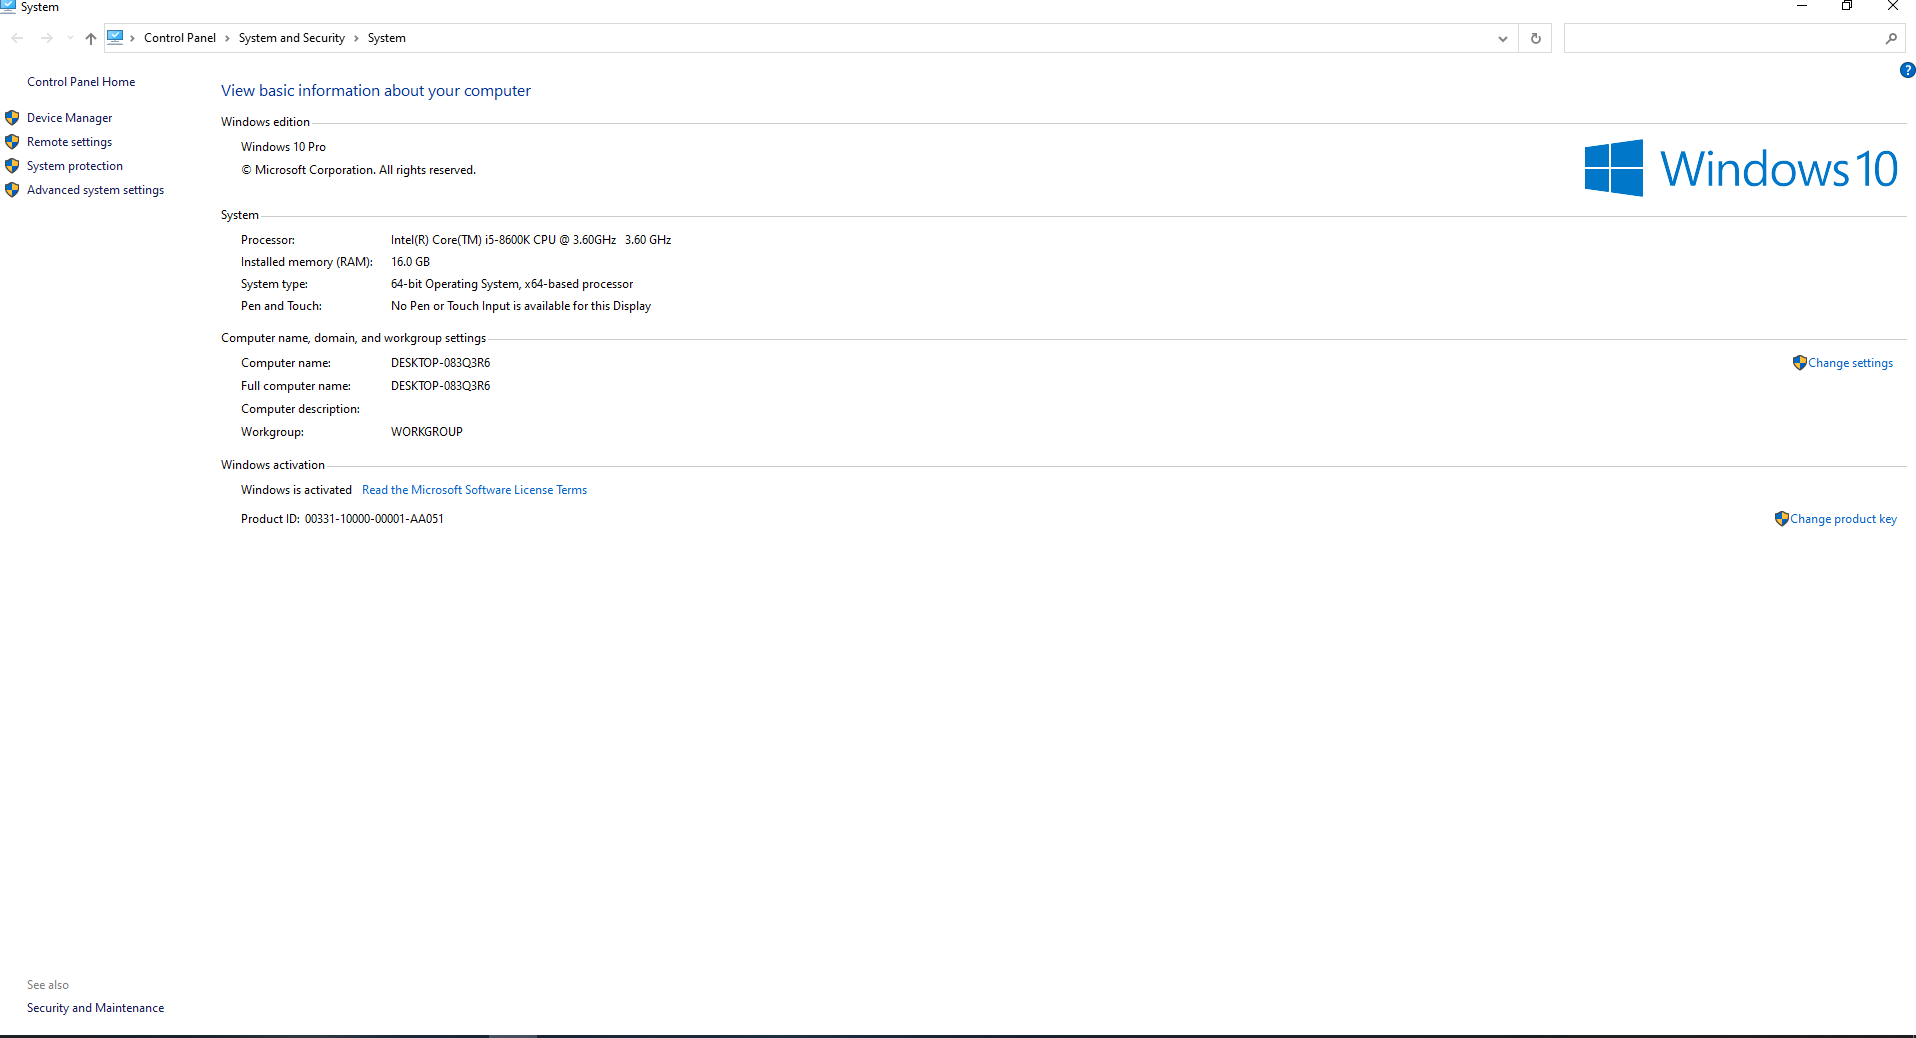 System
Control Panel > System and Security > System
Control Panel Home
Device Manager
Remote settings
System protection
Advanced system settings
View basic information about your computer
Windows edition
Windows 10 Pro
© Microsoft Corporation. All rights reserved.
Windows 10
System
Processor: Intel(R) Core(TM) i5-8600K CPU @ 3.60GHz 3.60 GHz
Installed memory (RAM): 16.0 GB
System type: 64-bit Operating System, x64-based processor
Pen and Touch: No Pen or Touch Input is available for this Display
Computer name, domain, and workgroup settings
Computer name: DESKTOP-083Q3R6 Change settings
Full computer name: DESKTOP-083Q3R6
Computer description:
Workgroup: WORKGROUP
Windows activation
Windows is activated Read the Microsoft Software License Terms
Product ID: 00331-10000-00001-AA051 Change product key
See also
Security and Maintenance